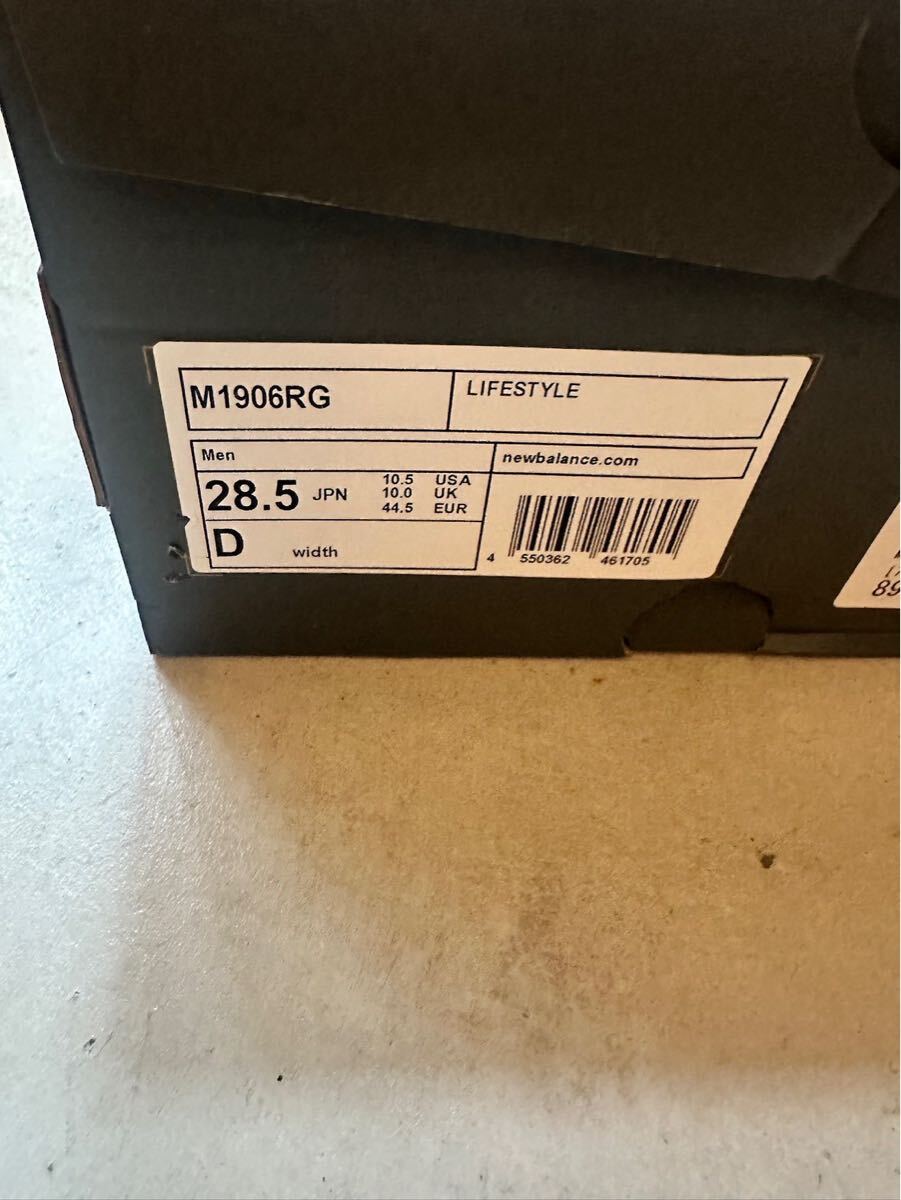 M1906RG
LIFESTYLE
Men
newbalance.com
28.5 JPN
10.5 USA
10.0 UK
44.5 EUR
D width
4 550362 461705
89